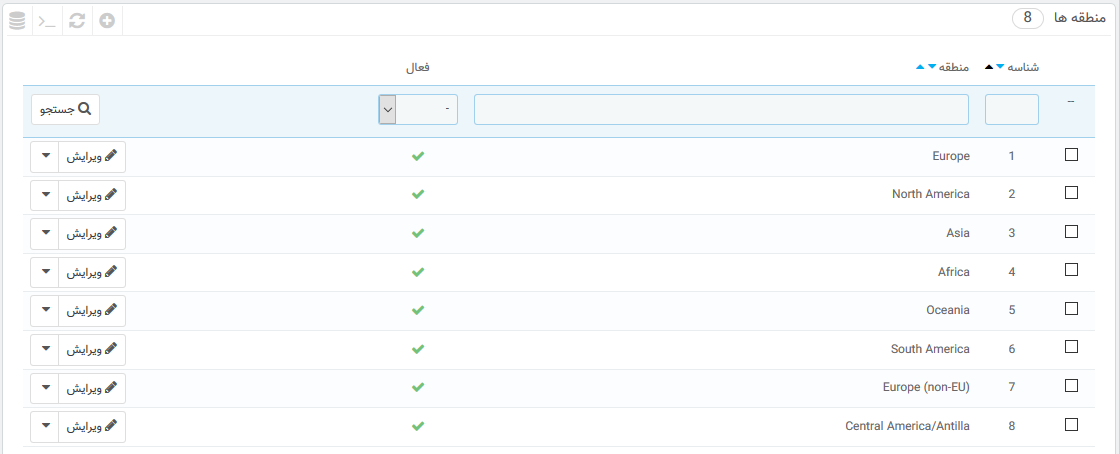 منطقه ها 8
شناسه منطقه فعال
-- - جستجو
1 Europe ویرایش
2 North America ویرایش
3 Asia ویرایش
4 Africa ویرایش
5 Oceania ویرایش
6 South America ویرایش
7 Europe (non-EU) ویرایش
8 Central America/Antilla ویرایش